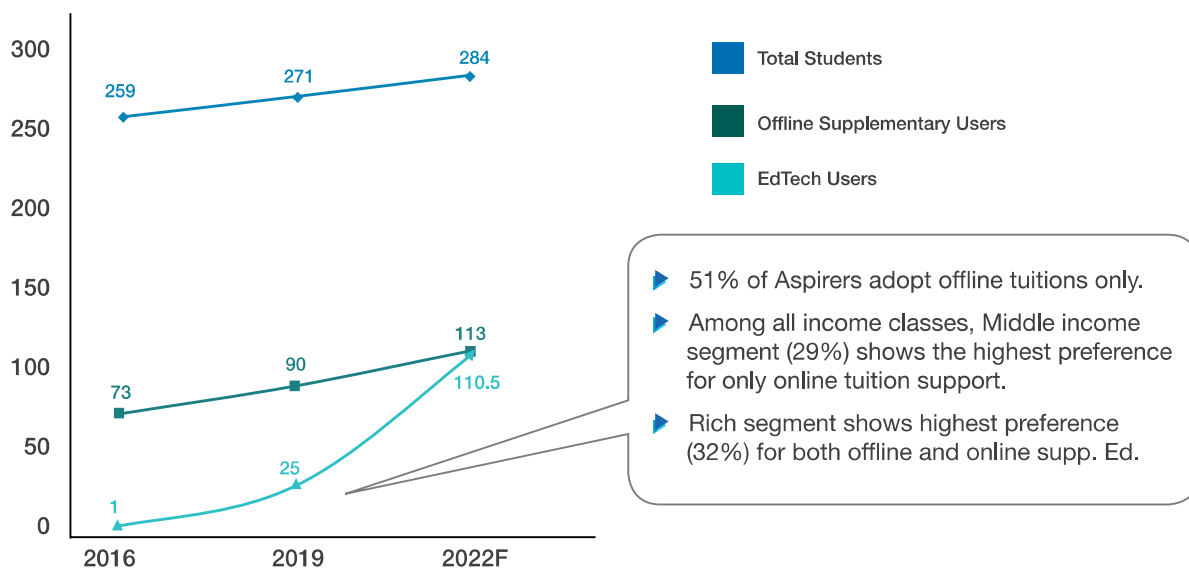 300
250
200
150
100
50
0
259
271
284
73
90
113
1
25
110.5
2016
2019
2022F
Total Students
Offline Supplementary Users
EdTech Users
51% of Aspirers adopt offline tuitions only.
Among all income classes, Middle income
segment (29%) shows the highest preference
for only online tuition support.
Rich segment shows highest preference
(32%) for both offline and online supp. Ed.